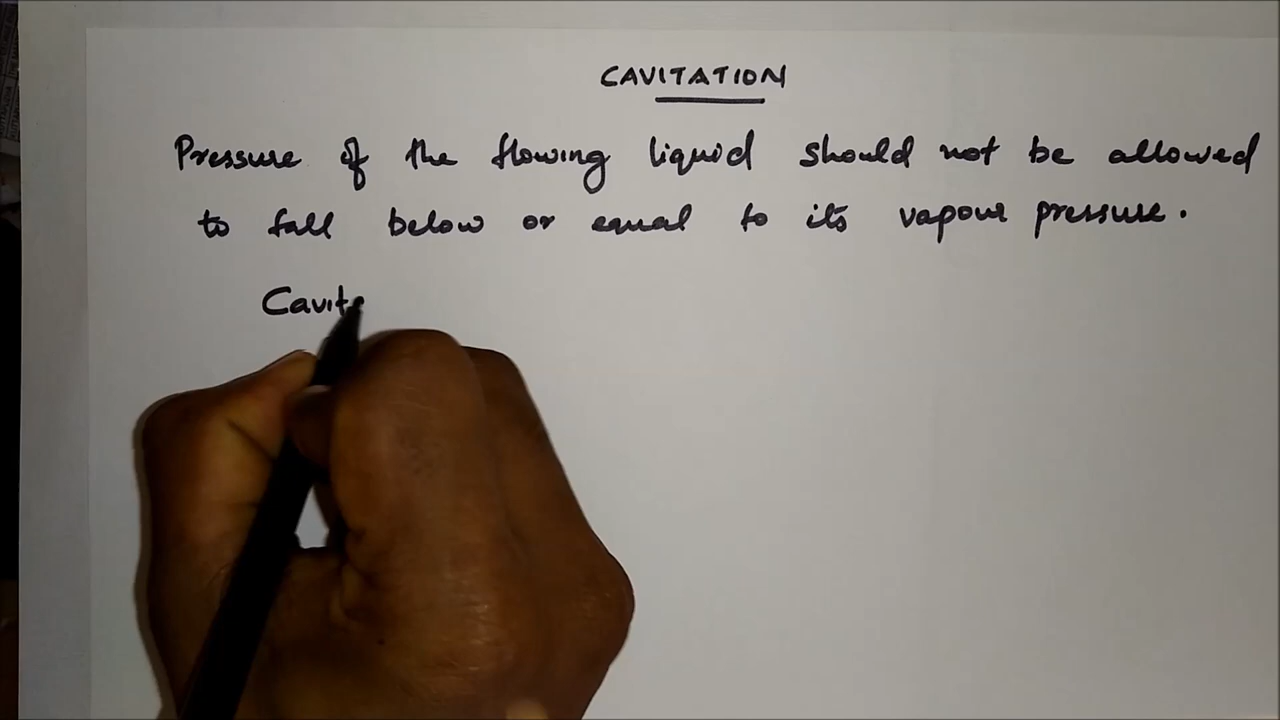 CAVITATION
Pressure of the flowing liquid should not be allowed
to fall below or equal to its vapour pressure.
Cavit